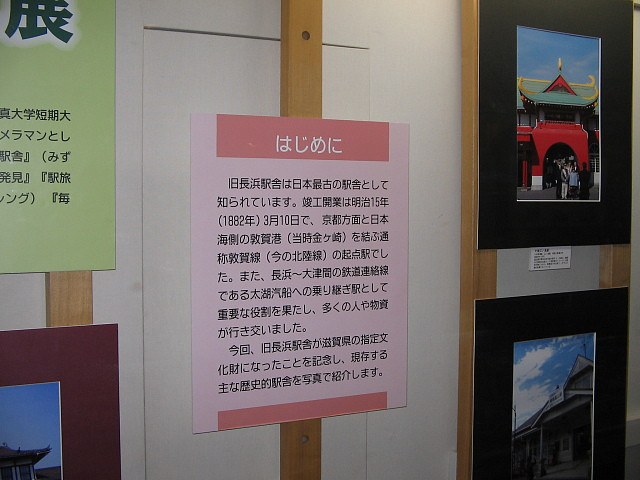 展
真大学短期大
メラマンとし
駅舎』（みず
発見』『駅旅
シング）『毎
はじめに
旧長浜駅舎は日本最古の駅舎として
知られています。竣工開業は明治15年
(1882年) 3月10日で、京都方面と日本
海側の敦賀港（当時金ヶ崎）を結ぶ通
称敦賀線（今の北陸線）の起点駅でし
た。また、長浜～大津間の鉄道連絡線
である太湖汽船への乗り継ぎ駅として
重要な役割を果たし、多くの人や物資
が行き交いました。
今回、旧長浜駅舎が滋賀県の指定文
化財になったことを記念し、現存する
主な歴史的駅舎を写真で紹介します。